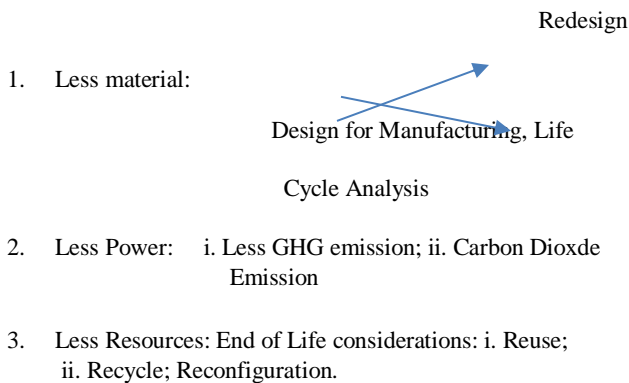 Redesign
1. Less material:
Design for Manufacturing, Life
Cycle Analysis
2. Less Power: i. Less GHG emission; ii. Carbon Dioxde
Emission
3. Less Resources: End of Life considerations: i. Reuse;
ii. Recycle; Reconfiguration.